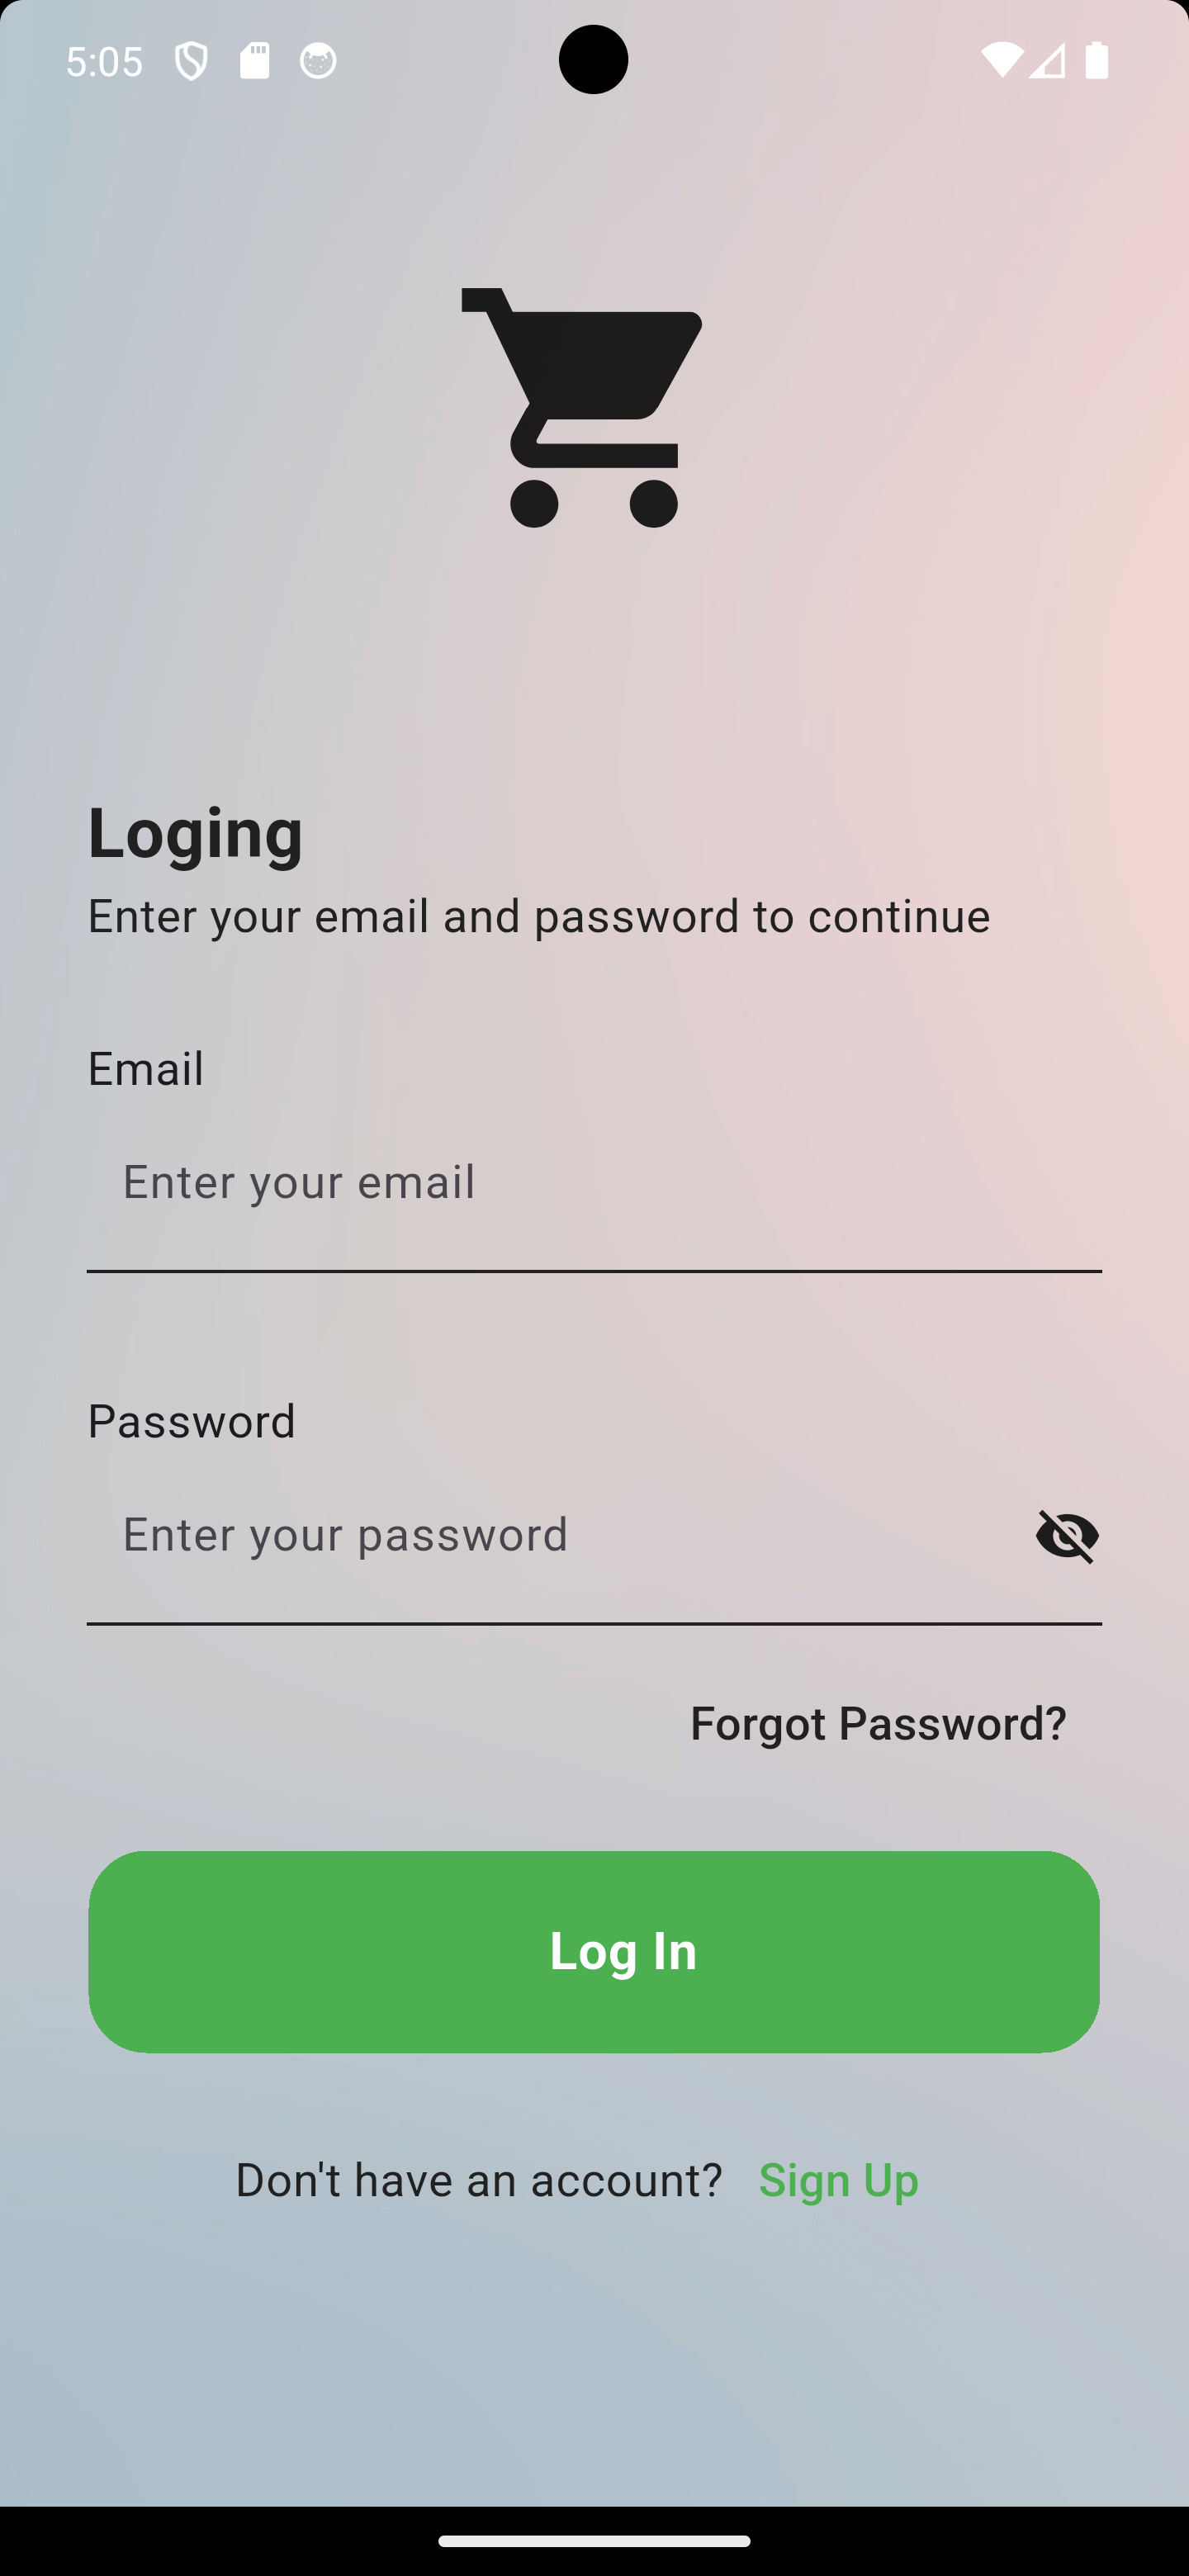 5:05
Loging
Enter your email and password to continue
Email
Enter your email
Password
Enter your password
Forgot Password?
Log In
Don't have an account? Sign Up